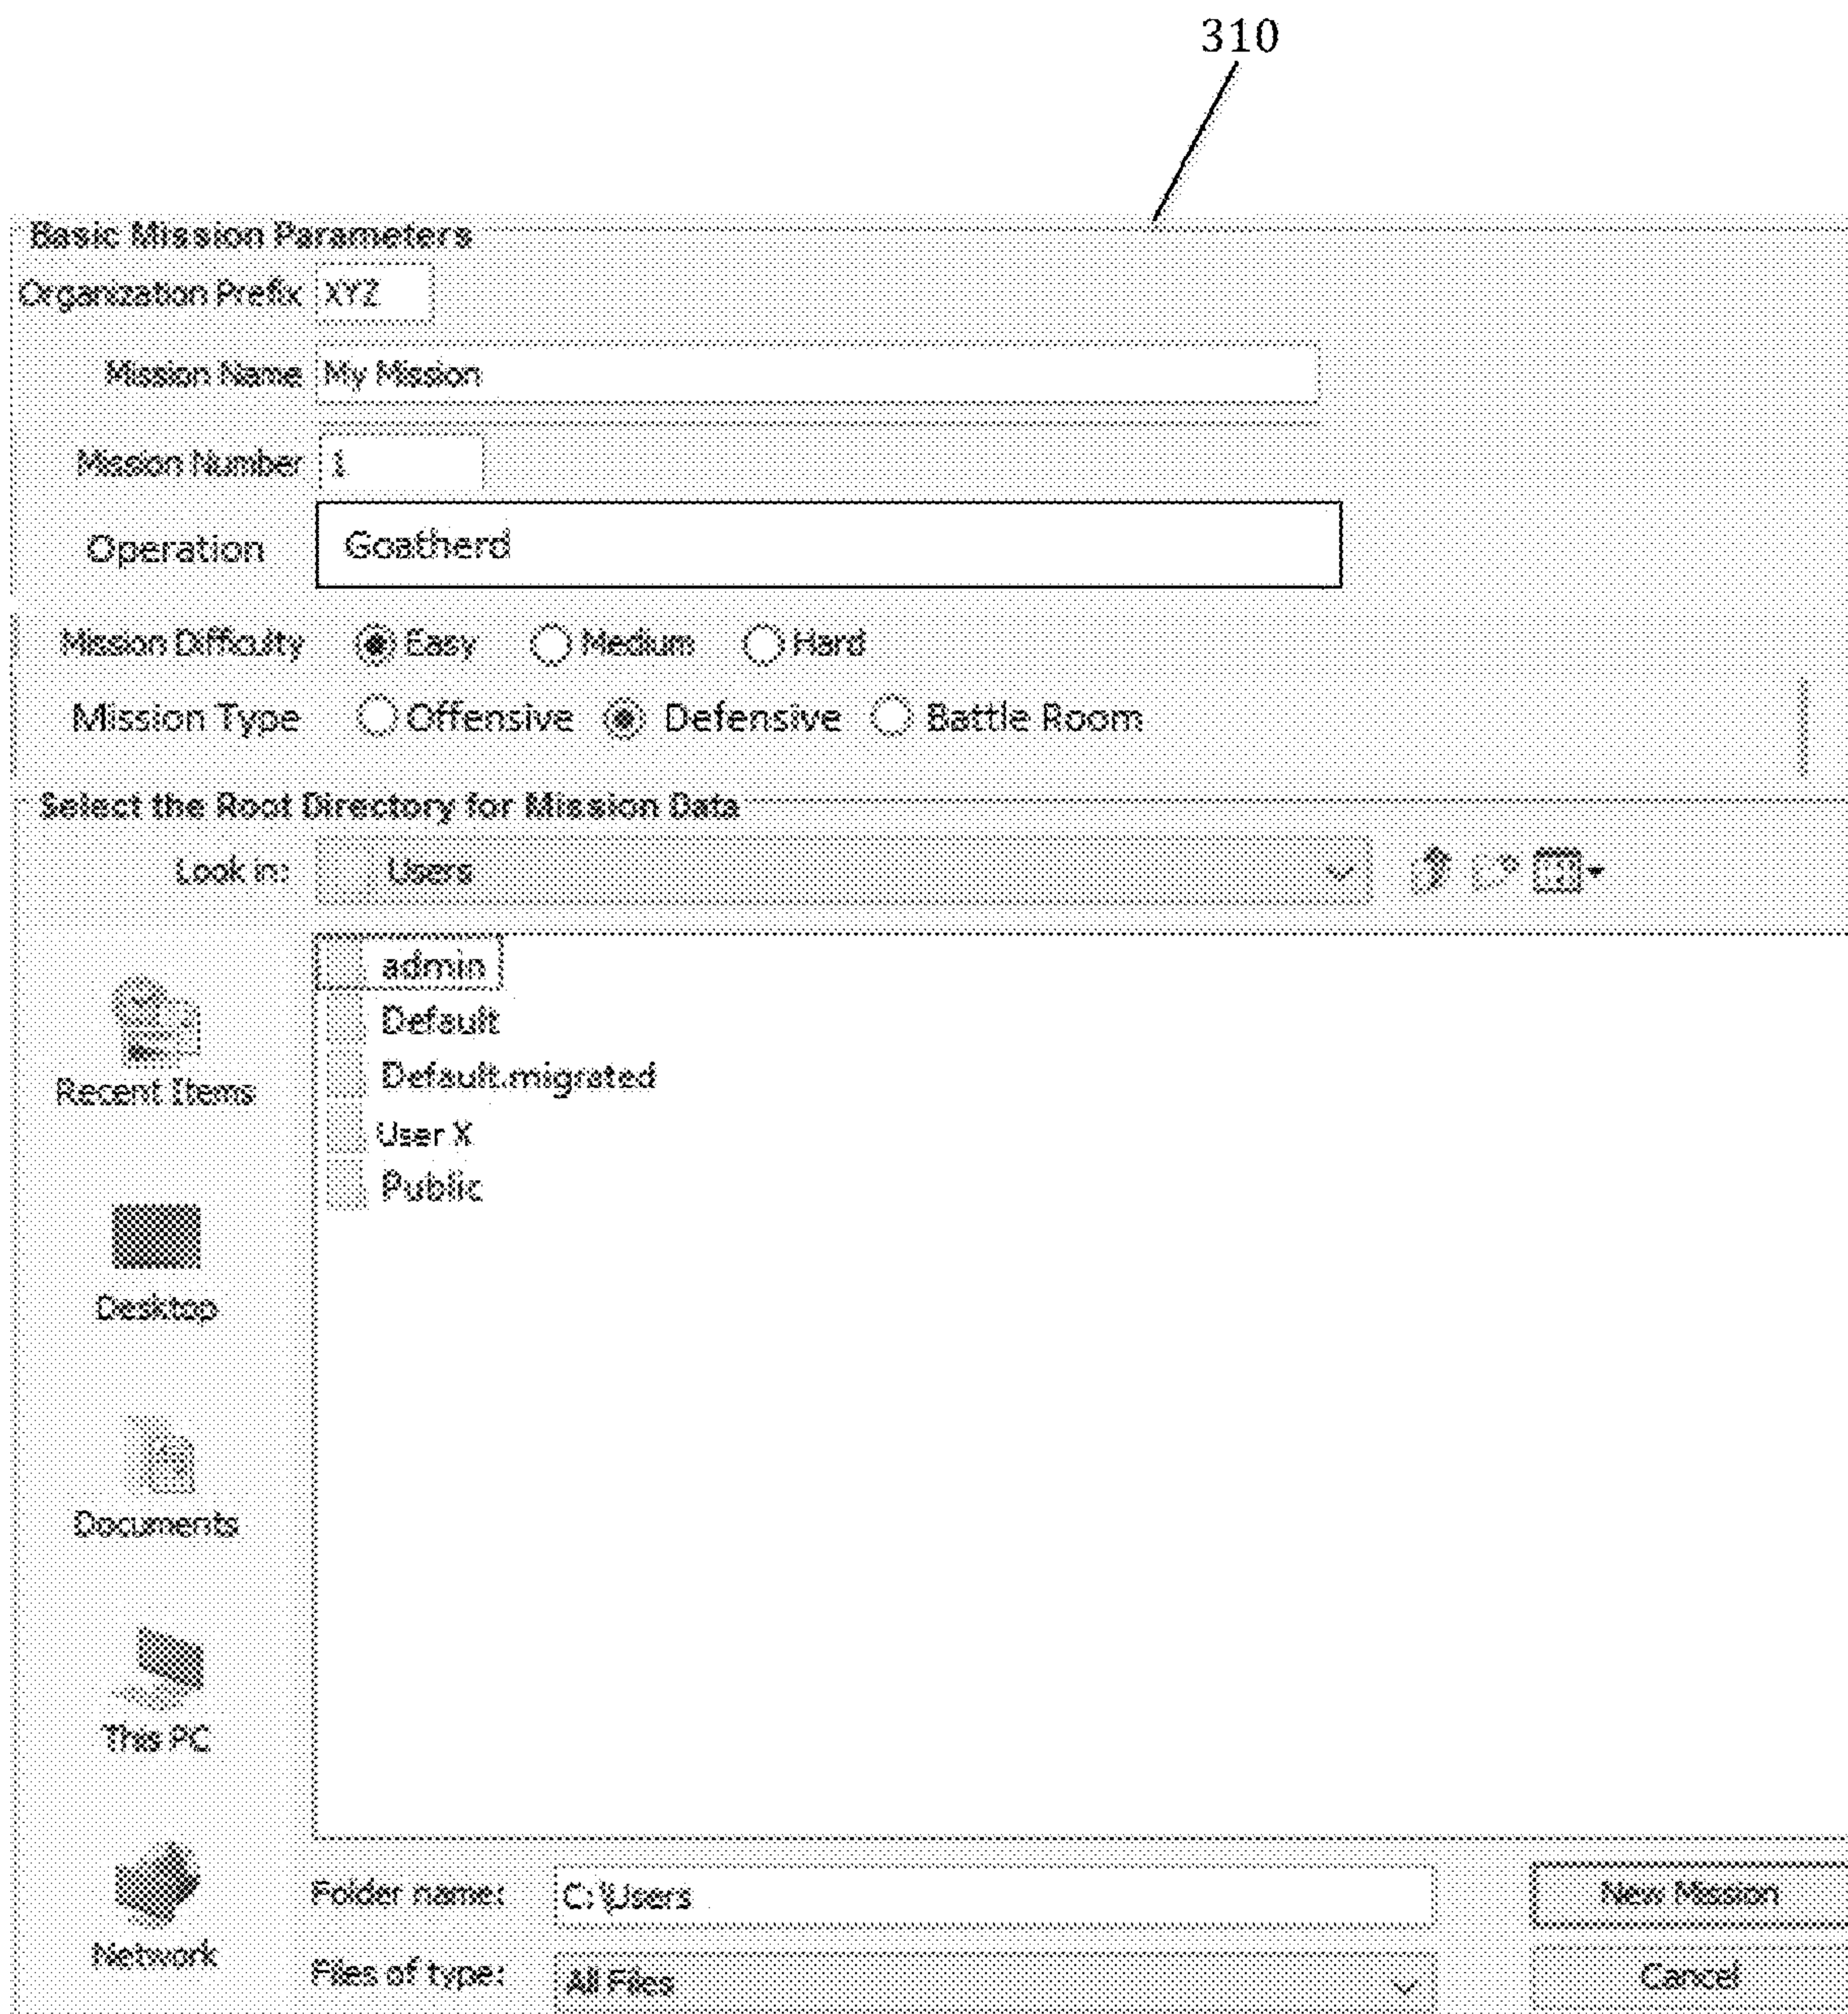 310
Basic Mission Parameters
Organization Prefix XYZ
Mission Name My Mission
Mission Number 1
Operation Goatherd
Mission Difficulty Easy Medium Hard
Mission Type Offensive Defensive Battle Room
Select the Root Directory for Mission Data
Look in: Users
admin
Default
Default.migrated
User X
Public
Recent Items
Desktop
Documents
This PC
Network
Folder name: C:\Users New Mission
Files of type: All Files Cancel